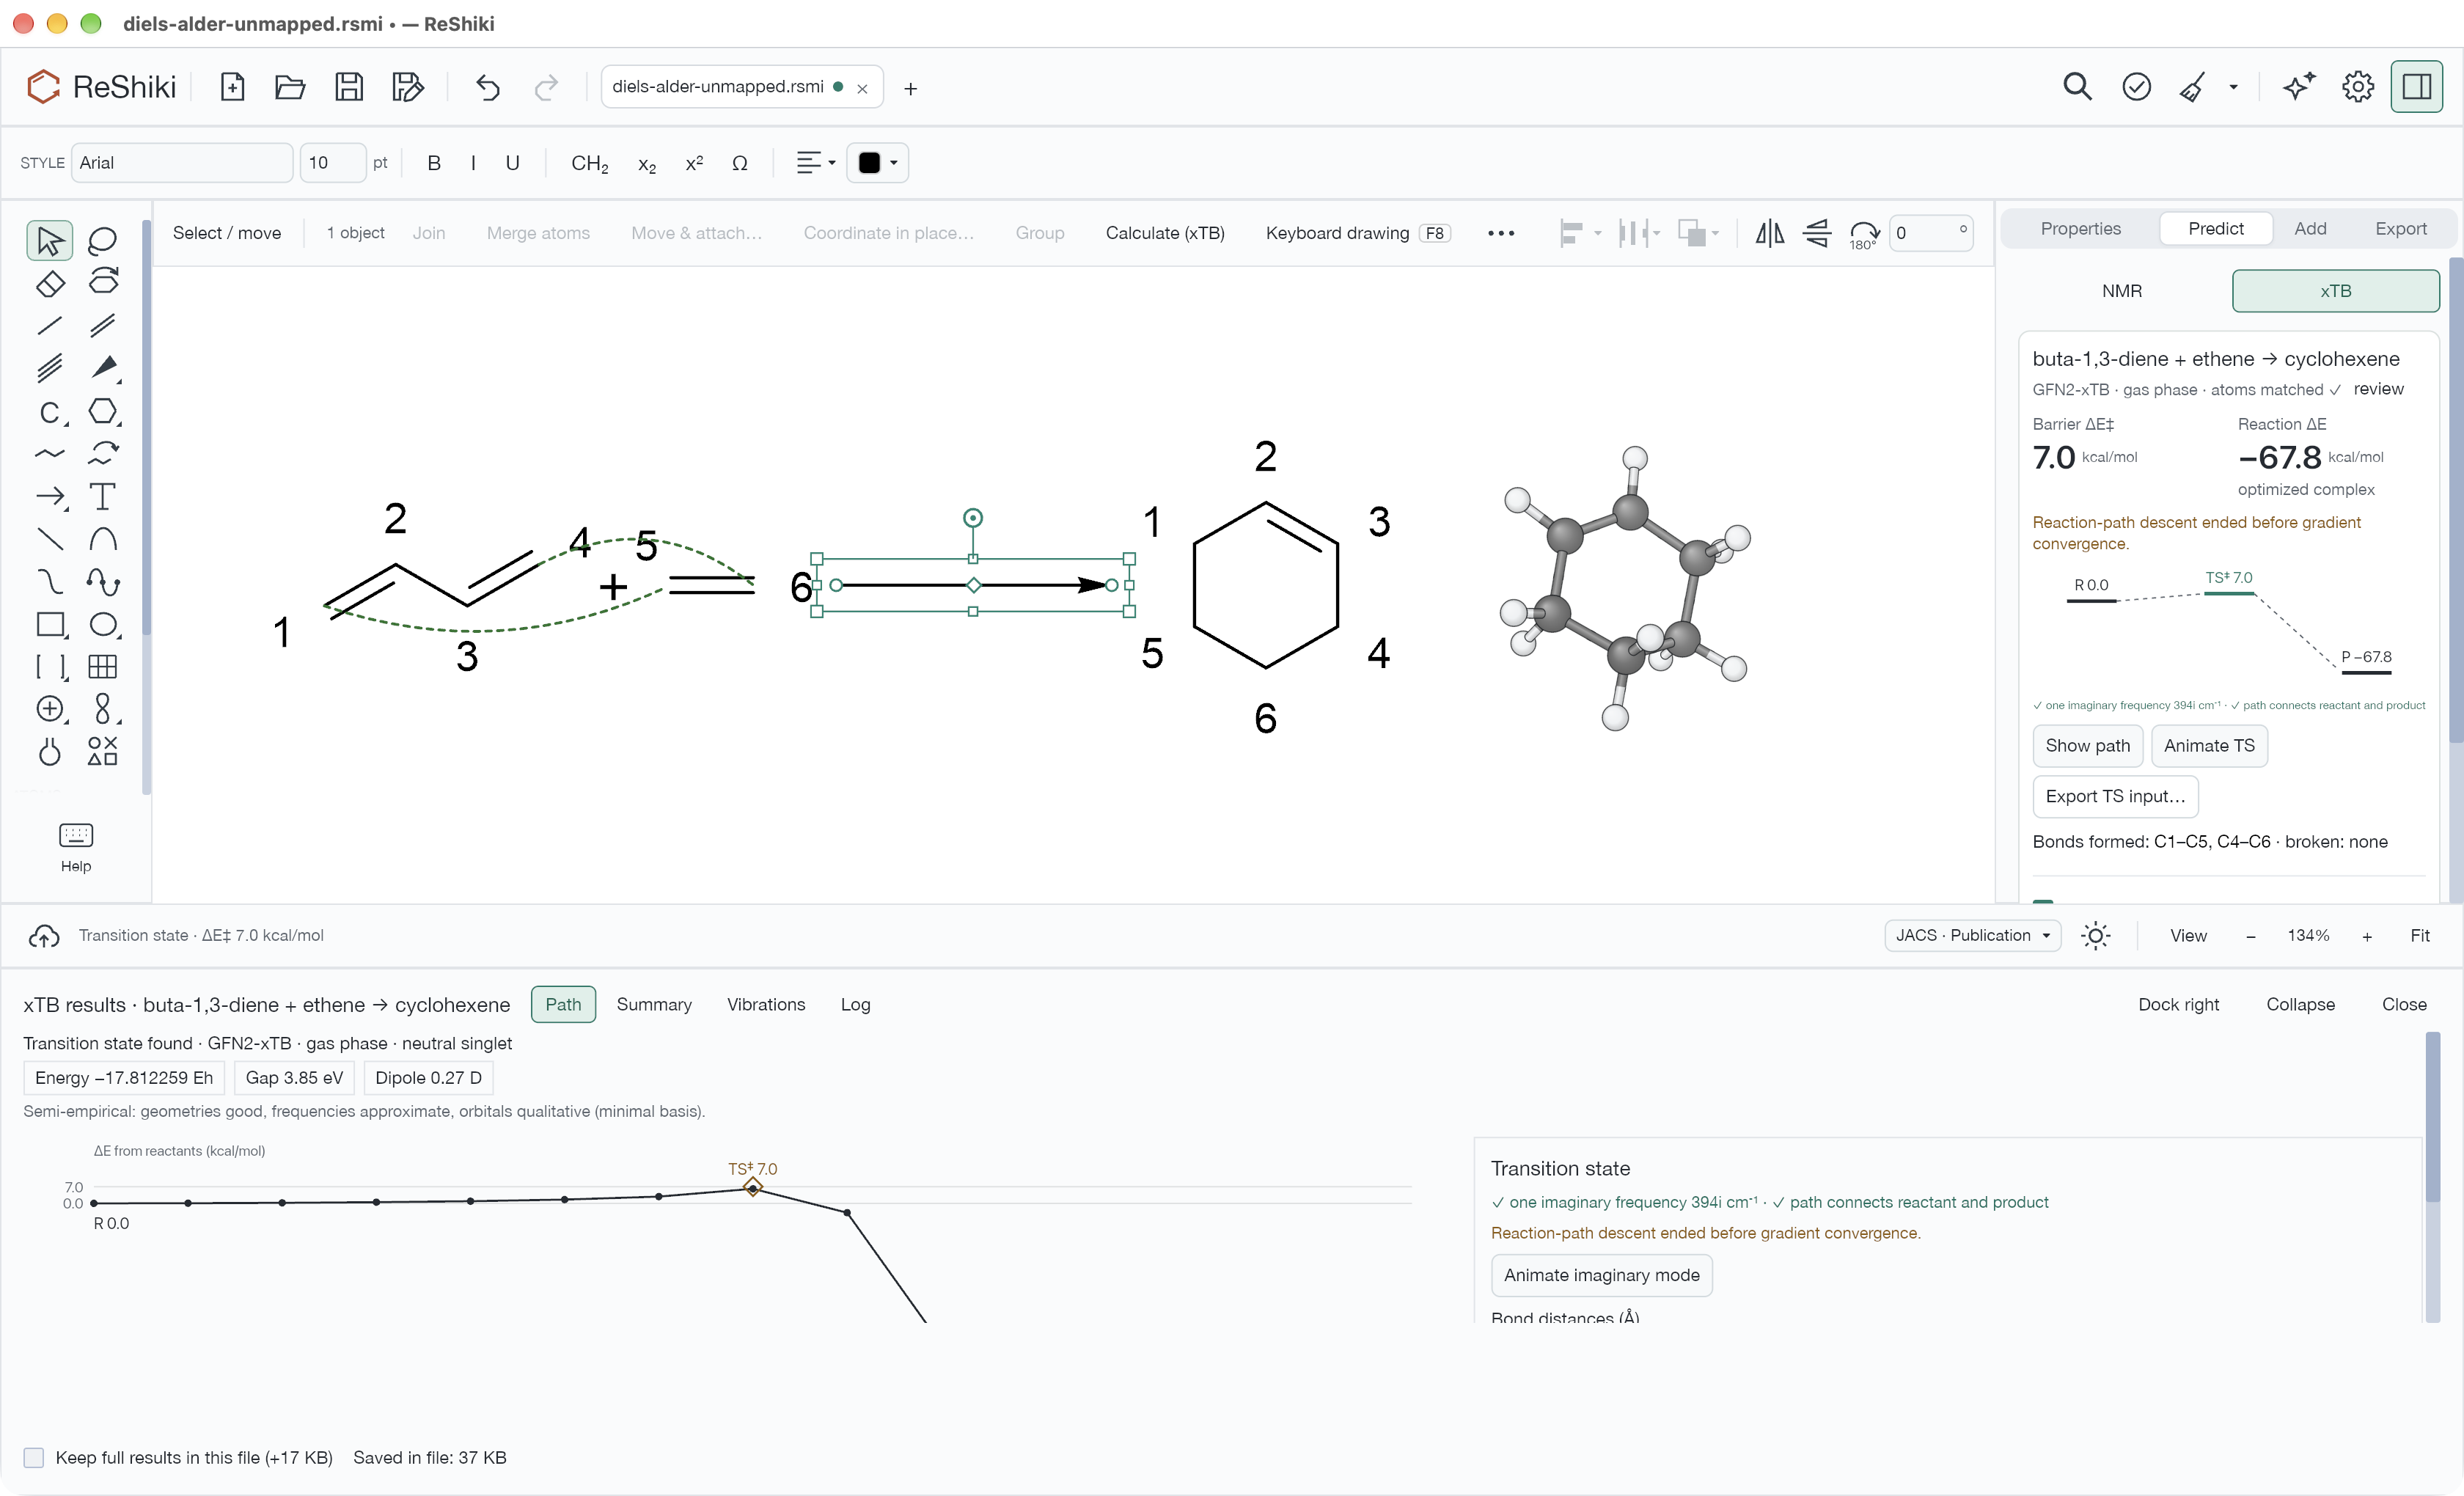 diels-alder-unmapped.rsmi • — ReShiki
ReShiki
diels-alder-unmapped.rsmi ● × +
STYLE Arial 10 pt B I U CH₂ x₂ x² Ω
Select / move 1 object Join Merge atoms Move & attach... Coordinate in place... Group Calculate (xTB) Keyboard drawing F8 ••• 180° 0 °
C
T
Help
2
4 5
+
1
3
6
2
1 3
5 4
6
Properties Predict Add Export
NMR xTB
buta-1,3-diene + ethene → cyclohexene
GFN2-xTB · gas phase · atoms matched ✓ review
Barrier ΔE‡ Reaction ΔE
7.0 kcal/mol −67.8 kcal/mol
optimized complex
Reaction-path descent ended before gradient
convergence.
R 0.0 TS‡ 7.0
P −67.8
✓ one imaginary frequency 394i cm⁻¹ · ✓ path connects reactant and product
Show path Animate TS
Export TS input...
Bonds formed: C1–C5, C4–C6 · broken: none
Transition state · ΔE‡ 7.0 kcal/mol
JACS · Publication View − 134% + Fit
xTB results · buta-1,3-diene + ethene → cyclohexene Path Summary Vibrations Log Dock right Collapse Close
Transition state found · GFN2-xTB · gas phase · neutral singlet
Energy −17.812259 Eh Gap 3.85 eV Dipole 0.27 D
Semi-empirical: geometries good, frequencies approximate, orbitals qualitative (minimal basis).
ΔE from reactants (kcal/mol)
TS‡ 7.0
7.0
0.0
R 0.0
Transition state
✓ one imaginary frequency 394i cm⁻¹ · ✓ path connects reactant and product
Reaction-path descent ended before gradient convergence.
Animate imaginary mode
Bond distances (Å)
Keep full results in this file (+17 KB) Saved in file: 37 KB